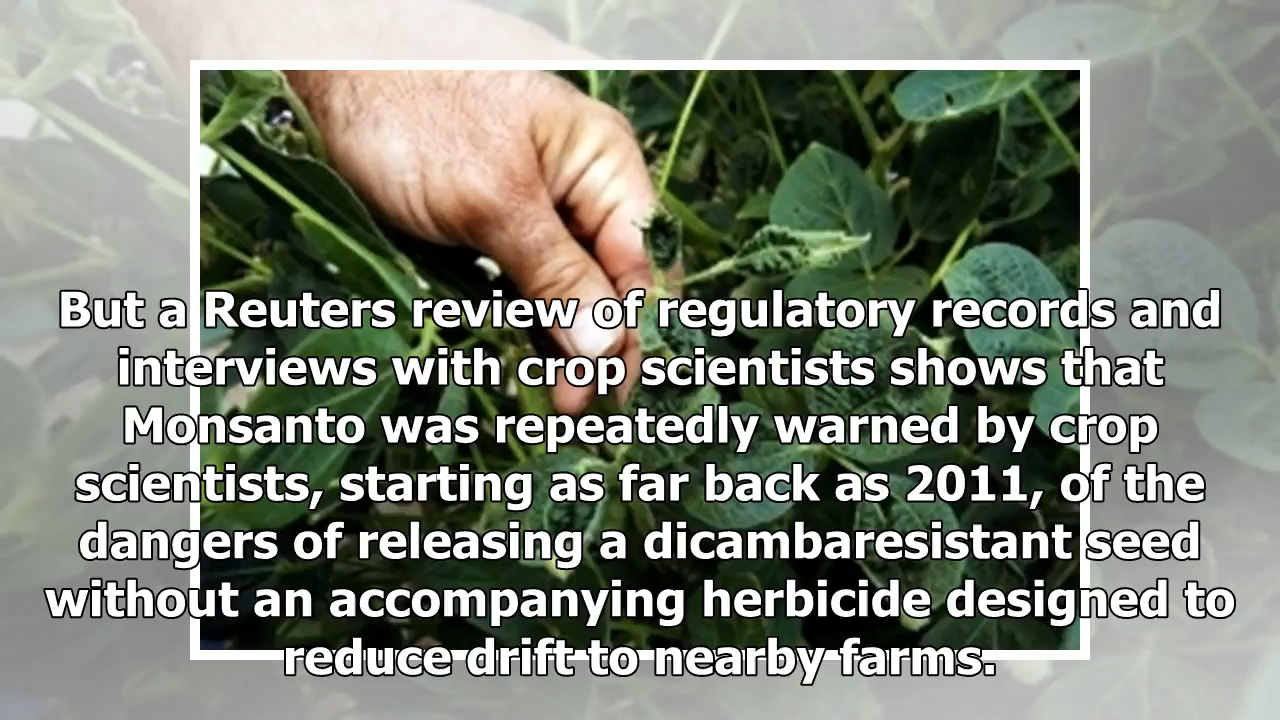 But a Reuters review of regulatory records and
interviews with crop scientists shows that
Monsanto was repeatedly warned by crop
scientists, starting as far back as 2011, of the
dangers of releasing a dicambaresistant seed
without an accompanying herbicide designed to
reduce drift to nearby farms.